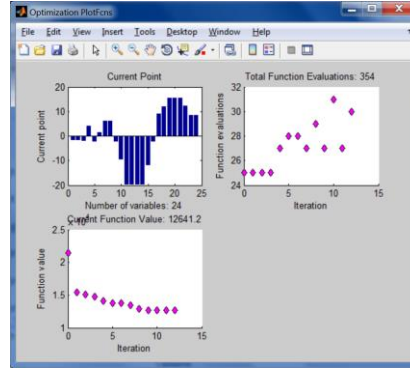 Optimization PlotFcns
File Edit View Insert Tools Desktop Window Help
Current Point
20
10
0
-10
-20
0 5 10 15 20 25
Current point
Number of variables: 24
Total Function Evaluations: 354
32
30
28
26
24
0 5 10 15
Function evaluations
Iteration
Current Function Value: 12641.2
2.5
2
1.5
1
0 5 10 15
Function value
Iteration